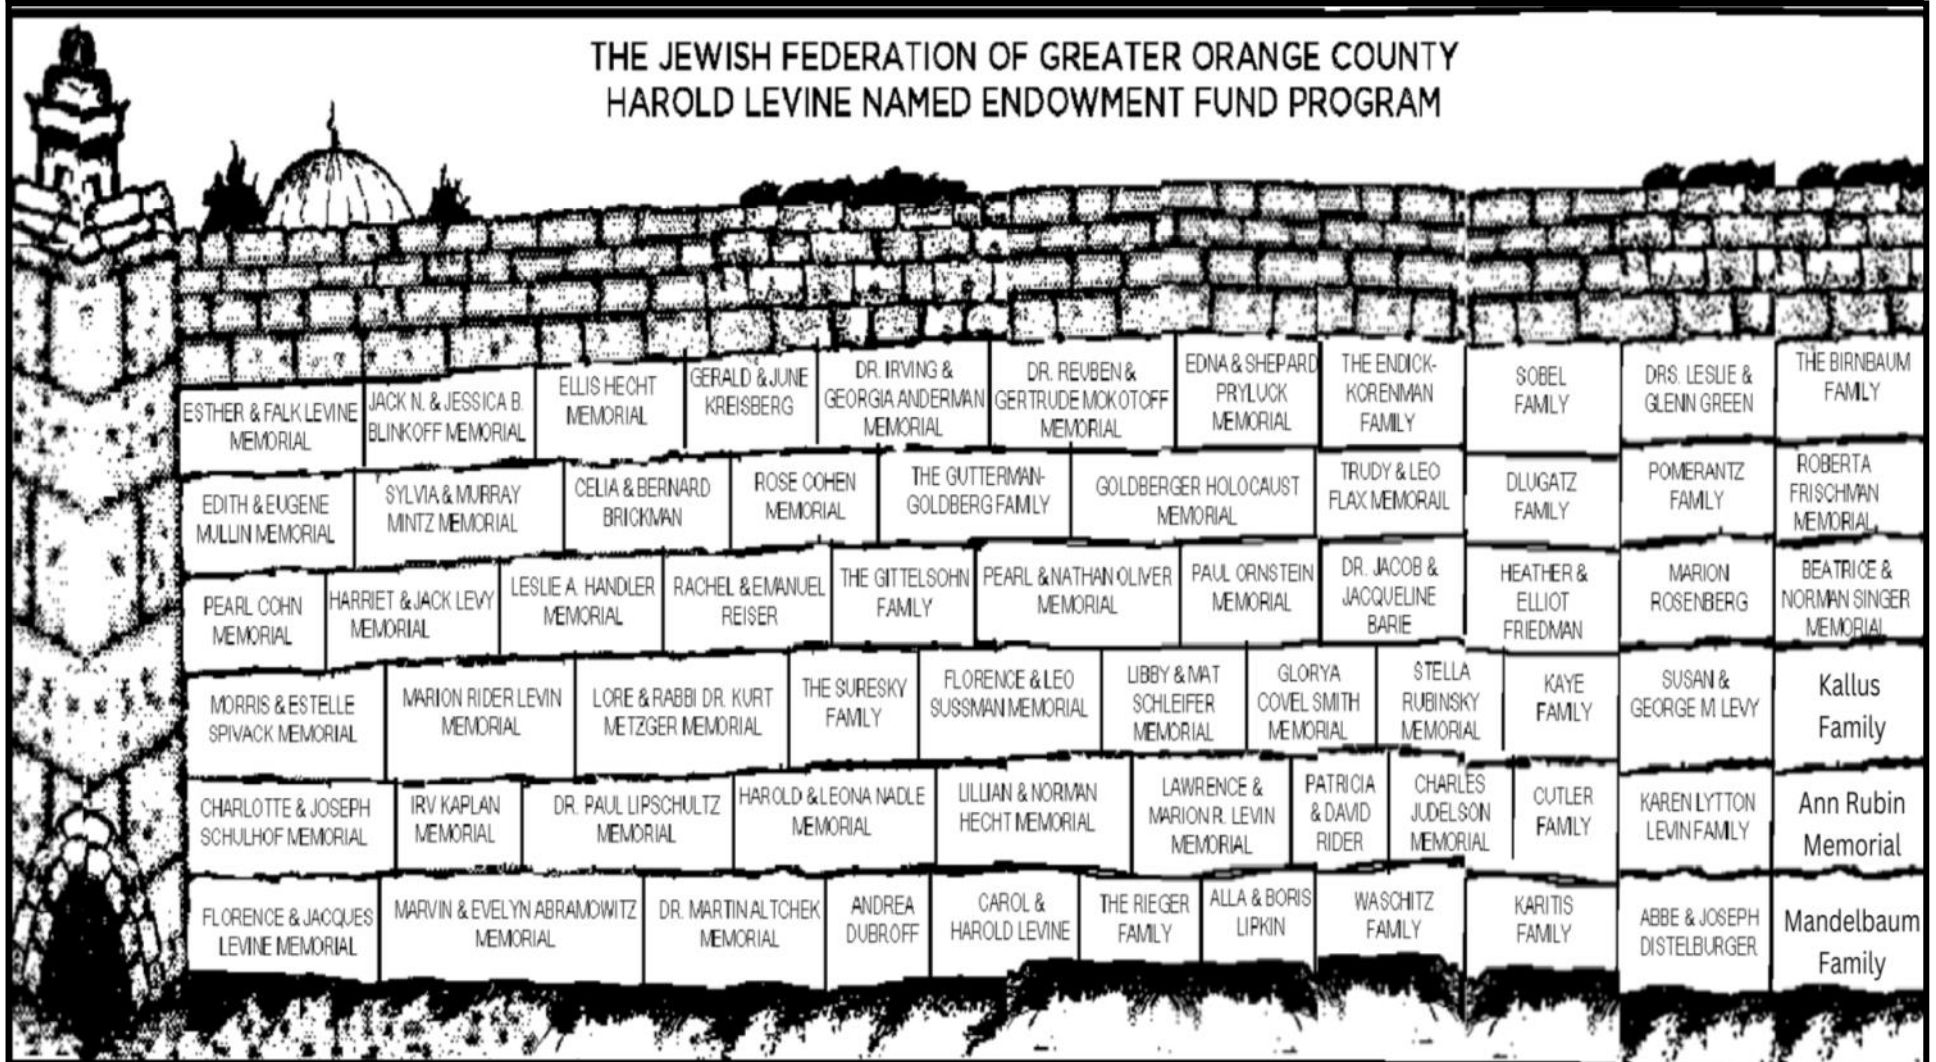 THE JEWISH FEDERATION OF GREATER ORANGE COUNTY
HAROLD LEVINE NAMED ENDOWMENT FUND PROGRAM
ESTHER & FALK LEVINE
MEMORIAL
JACK N. & JESSICA B.
BLINKOFF MEMORIAL
ELLIS HECHT
MEMORIAL
GERALD & JUNE
KREISBERG
DR. IRVING &
GEORGIA ANDERMAN
MEMORIAL
DR. REUBEN &
GERTRUDE MOKOTOFF
MEMORIAL
EDNA & SHEPARD
PRYLUCK
MEMORIAL
THE ENDICK-
KORENMAN
FAMILY
SOBEL
FAMILY
DRS. LESLIE &
GLENN GREEN
THE BIRNBAUM
FAMILY
EDITH & EUGENE
MULLIN MEMORIAL
SYLVIA & MURRAY
MINTZ MEMORIAL
CELIA & BERNARD
BRICKMAN
ROSE COHEN
MEMORIAL
THE GUTTERMAN-
GOLDBERG FAMILY
GOLDBERGER HOLOCAUST
MEMORIAL
TRUDY & LEO
FLAX MEMORAIL
DLUGATZ
FAMILY
POMERANTZ
FAMILY
ROBERTA
FRISCHMAN
MEMORIAL
PEARL COHN
MEMORIAL
HARRIET & JACK LEVY
MEMORIAL
LESLIE A. HANDLER
MEMORIAL
RACHEL & EMANUEL
REISER
THE GITTELSOHN
FAMILY
PEARL & NATHAN OLIVER
MEMORIAL
PAUL ORNSTEIN
MEMORIAL
DR. JACOB &
JACQUELINE
BARIE
HEATHER &
ELLIOT
FRIEDMAN
MARION
ROSENBERG
BEATRICE &
NORMAN SINGER
MEMORIAL
MORRIS & ESTELLE
SPIVACK MEMORIAL
MARION RIDER LEVIN
MEMORIAL
LORE & RABBI DR. KURT
METZGER MEMORIAL
THE SURESKY
FAMILY
FLORENCE & LEO
SUSSMAN MEMORIAL
LIBBY & MAT
SCHLEIFER
MEMORIAL
GLORYA
COVEL SMITH
MEMORIAL
STELLA
RUBINSKY
MEMORIAL
KAYE
FAMILY
SUSAN &
GEORGE M. LEVY
Kallus
Family
CHARLOTTE & JOSEPH
SCHULHOF MEMORIAL
IRV KAPLAN
MEMORIAL
DR. PAUL LIPSCHULTZ
MEMORIAL
HAROLD & LEONA NADLE
MEMORIAL
LILLIAN & NORMAN
HECHT MEMORIAL
LAWRENCE &
MARION R. LEVIN
MEMORIAL
PATRICIA
& DAVID
RIDER
CHARLES
JUDELSON
MEMORIAL
CUTLER
FAMILY
KAREN LYTTON
LEVIN FAMILY
Ann Rubin
Memorial
FLORENCE & JACQUES
LEVINE MEMORIAL
MARVIN & EVELYN ABRAMOWITZ
MEMORIAL
DR. MARTIN ALTCHEK
MEMORIAL
ANDREA
DUBROFF
CAROL &
HAROLD LEVINE
THE RIEGER
FAMILY
ALLA & BORIS
LIPKIN
WASCHITZ
FAMILY
KARITIS
FAMILY
ABBE & JOSEPH
DISTELBURGER
Mandelbaum
Family